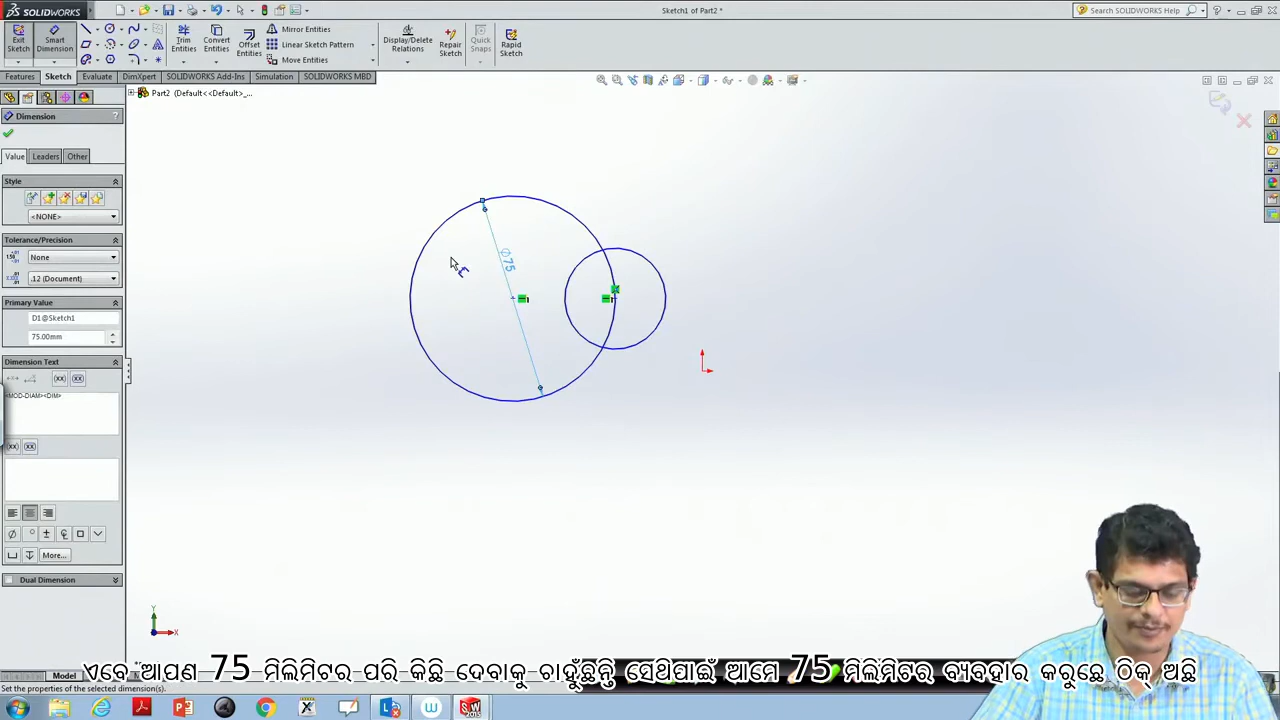 SOLIDWORKS
Sketch1 of Part2 *
Search SOLIDWORKS Help
Exit Sketch
Smart Dimension
Trim Entities
Convert Entities
Offset Entities
Mirror Entities
Linear Sketch Pattern
Move Entities
Display/Delete Relations
Repair Sketch
Quick Snaps
Rapid Sketch
Features Sketch Evaluate DimXpert SOLIDWORKS Add-Ins Simulation SOLIDWORKS MBD
Part2 (Default<<Default>_...
Dimension
Value Leaders Other
Style
<NONE>
Tolerance/Precision
None
.12 (Document)
Primary Value
D1@Sketch1
75.00mm
Dimension Text
<MOD-DIAM><DIM>
More...
Dual Dimension
Ø75
Y
X
Model
ଏବେ ଆପଣ 75 ମିଲିମିଟର ପରି କିଛି ଦେବାକୁ ଚାହୁଁଛନ୍ତି ସେଥିପାଇଁ ଆମେ 75 ମିଲିମିଟର ବ୍ୟବହାର କରୁଛେ ଠିକ୍ ଅଛି
Set the properties of the selected dimension(s).